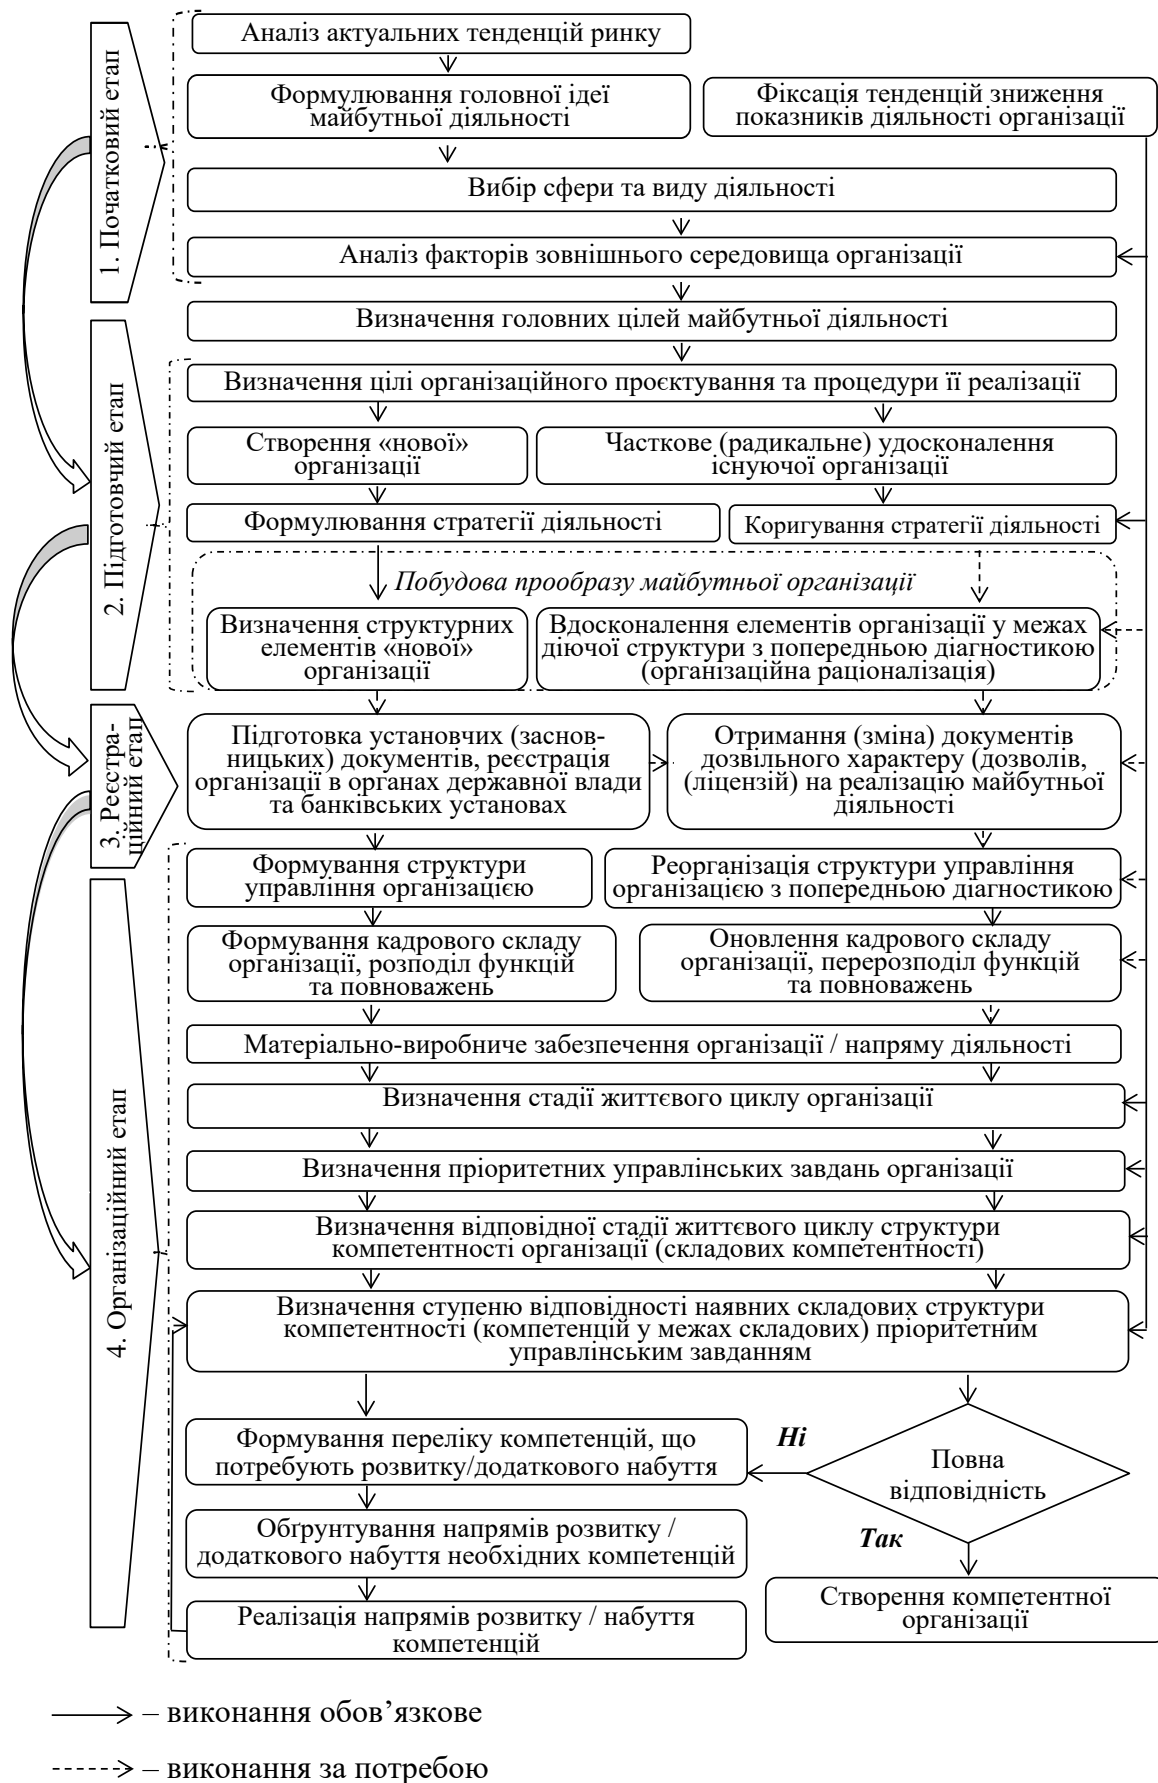 1. Початковий етап
Аналіз актуальних тенденцій ринку
Формулювання головної ідеї
майбутньої діяльності
Фіксація тенденцій зниження
показників діяльності організації
Вибір сфери та виду діяльності
Аналіз факторів зовнішнього середовища організації
Визначення головних цілей майбутньої діяльності
2. Підготовчий етап
Визначення цілі організаційного проєктування та процедури її реалізації
Створення «нової»
організації
Часткове (радикальне) удосконалення
існуючої організації
Формулювання стратегії діяльності
Коригування стратегії діяльності
Побудова прообразу майбутньої організації
Визначення структурних
елементів «нової»
організації
Вдосконалення елементів організації у межах
діючої структури з попередньою діагностикою
(організаційна раціоналізація)
3. Реєстра-
ційний етап
Підготовка установчих (заснов-
ницьких) документів, реєстрація
організації в органах державної влади
та банківських установах
Отримання (зміна) документів
дозвільного характеру (дозволів,
(ліцензій) на реалізацію майбутньої
діяльності
4. Організаційний етап
Формування структури
управління організацією
Реорганізація структури управління
організацією з попередньою діагностикою
Формування кадрового складу
організації, розподіл функцій
та повноважень
Оновлення кадрового складу
організації, перерозподіл функцій
та повноважень
Матеріально-виробниче забезпечення організації / напряму діяльності
Визначення стадії життєвого циклу організації
Визначення пріоритетних управлінських завдань організації
Визначення відповідної стадії життєвого циклу структури
компетентності організації (складових компетентності)
Визначення ступеню відповідності наявних складових структури
компетентності (компетенцій у межах складових) пріоритетним
управлінським завданням
Формування переліку компетенцій, що
потребують розвитку/додаткового набуття
Ні
Повна
відповідність
Так
Обґрунтування напрямів розвитку /
додаткового набуття необхідних компетенцій
Створення компетентної
організації
Реалізація напрямів розвитку / набуття
компетенцій
– виконання обов’язкове
– виконання за потребою